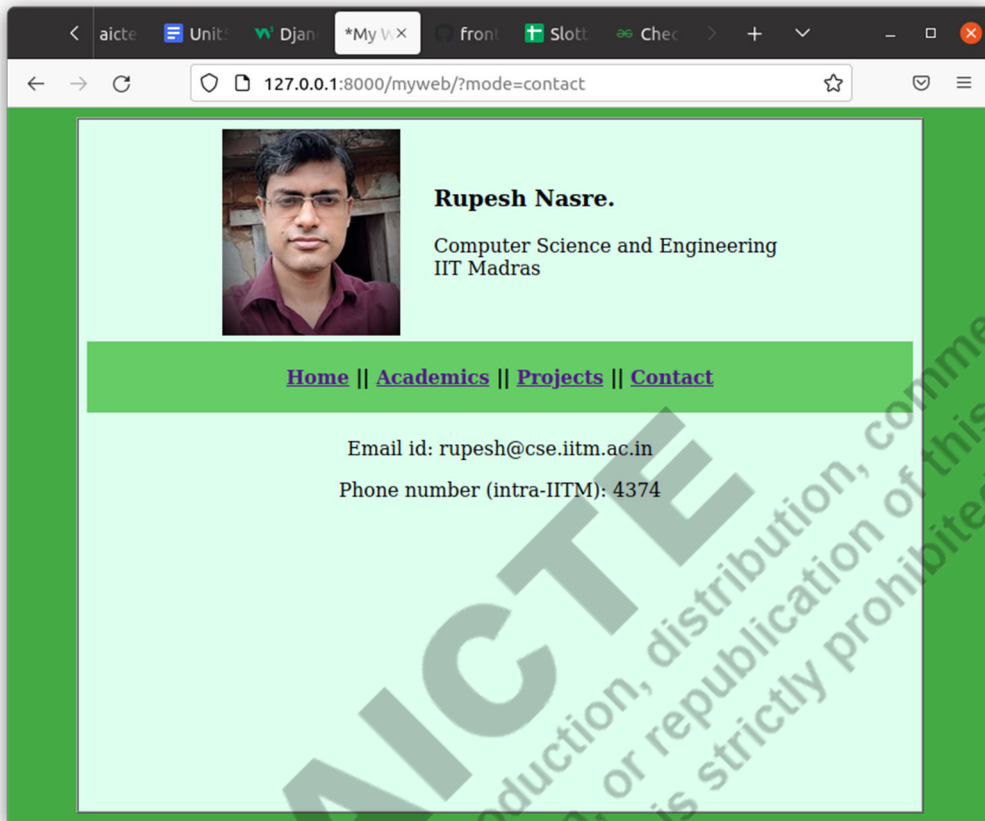 aicte Unit Djan *My W front Slott Chec
127.0.0.1:8000/myweb/?mode=contact
Rupesh Nasre.
Computer Science and Engineering
IIT Madras
Home || Academics || Projects || Contact
Email id: rupesh@cse.iitm.ac.in
Phone number (intra-IITM): 4374
AICTE
distribution, comme
or republication of this
is strictly prohibited